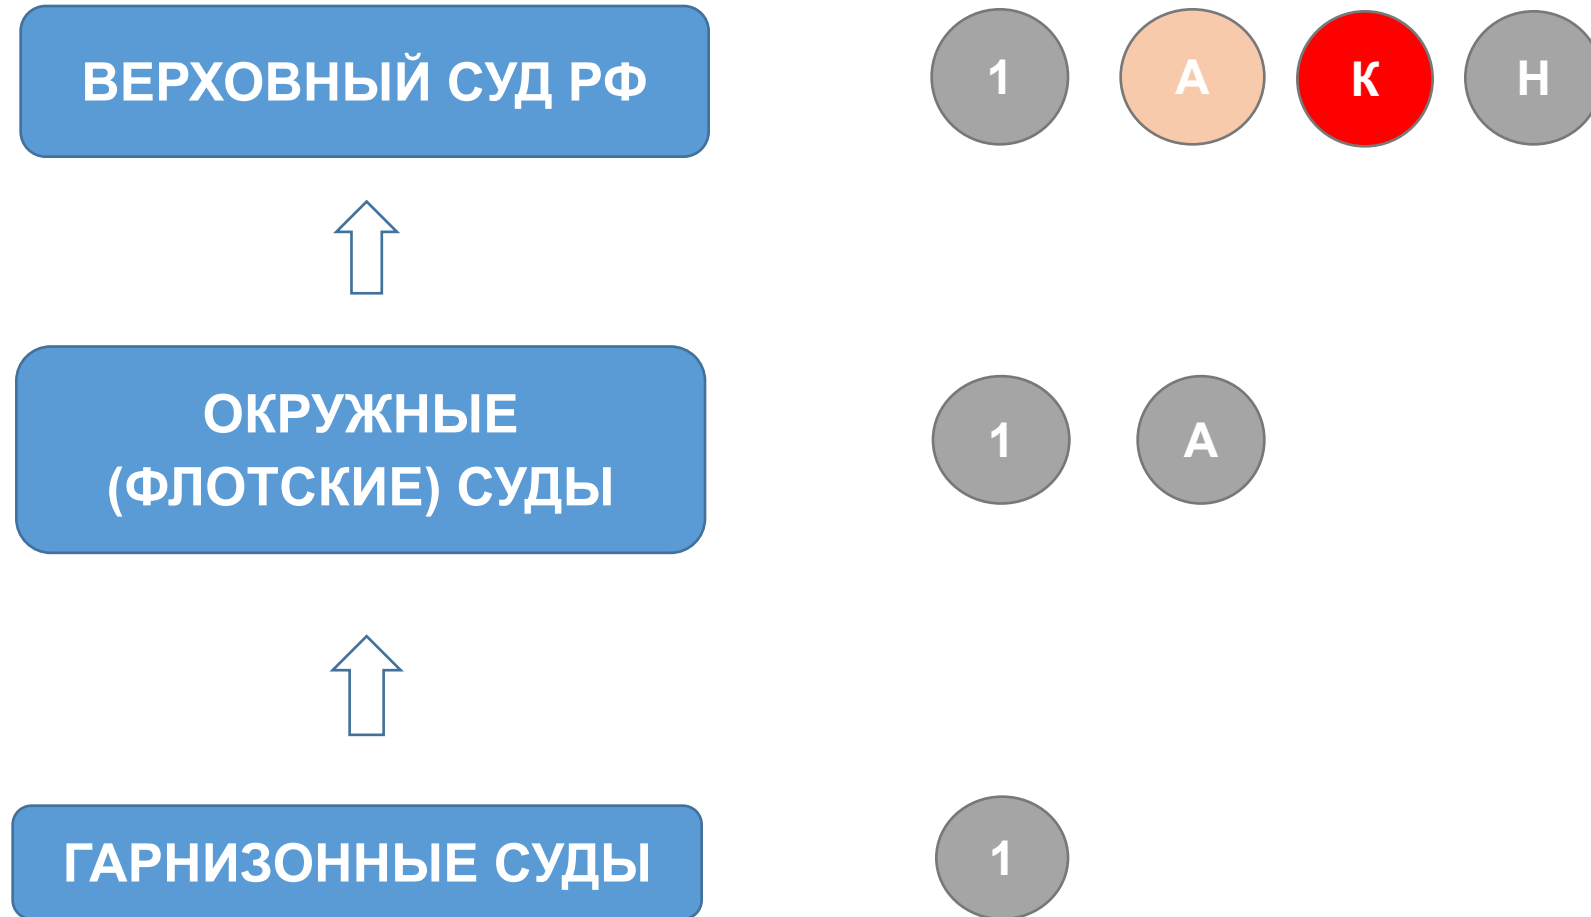 ВЕРХОВНЫЙ СУД РФ
1 А К Н
ОКРУЖНЫЕ
(ФЛОТСКИЕ) СУДЫ
1 А
ГАРНИЗОННЫЕ СУДЫ
1